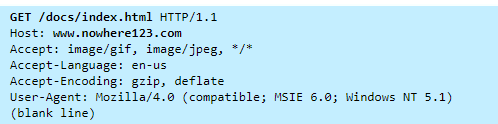 GET /docs/index.html HTTP/1.1
Host: www.nowhere123.com
Accept: image/gif, image/jpeg, */*
Accept-Language: en-us
Accept-Encoding: gzip, deflate
User-Agent: Mozilla/4.0 (compatible; MSIE 6.0; Windows NT 5.1)
(blank line)